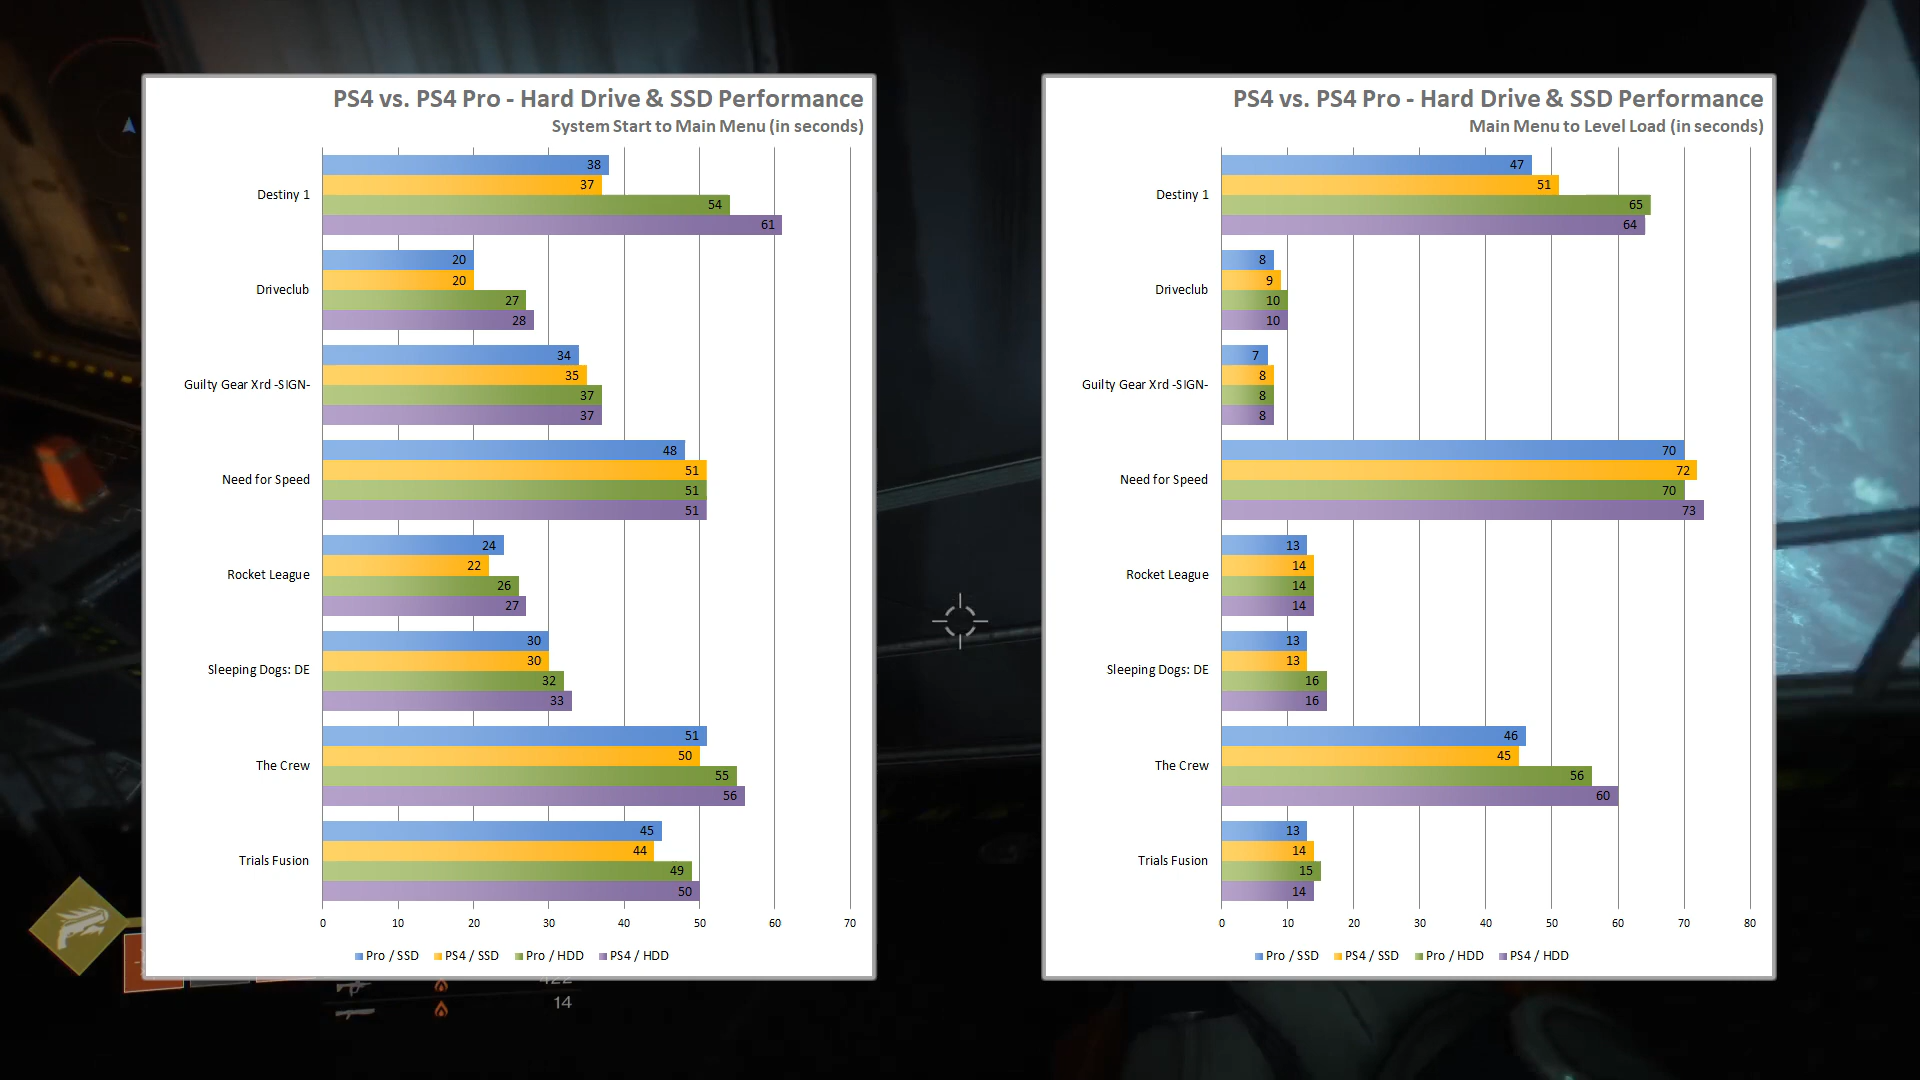 PS4 vs. PS4 Pro - Hard Drive & SSD Performance
System Start to Main Menu (in seconds)
Destiny 1
38
37
54
61
Driveclub
20
20
27
28
Guilty Gear Xrd -SIGN-
34
35
37
37
Need for Speed
48
51
51
51
Rocket League
24
22
26
27
Sleeping Dogs: DE
30
30
32
33
The Crew
51
50
55
56
Trials Fusion
45
44
49
50
0 10 20 30 40 50 60 70
Pro / SSD PS4 / SSD Pro / HDD PS4 / HDD
PS4 vs. PS4 Pro - Hard Drive & SSD Performance
Main Menu to Level Load (in seconds)
Destiny 1
47
51
65
64
Driveclub
8
9
10
10
Guilty Gear Xrd -SIGN-
7
8
8
8
Need for Speed
70
72
70
73
Rocket League
13
14
14
14
Sleeping Dogs: DE
13
13
16
16
The Crew
46
45
56
60
Trials Fusion
13
14
15
14
0 10 20 30 40 50 60 70 80
Pro / SSD PS4 / SSD Pro / HDD PS4 / HDD
14